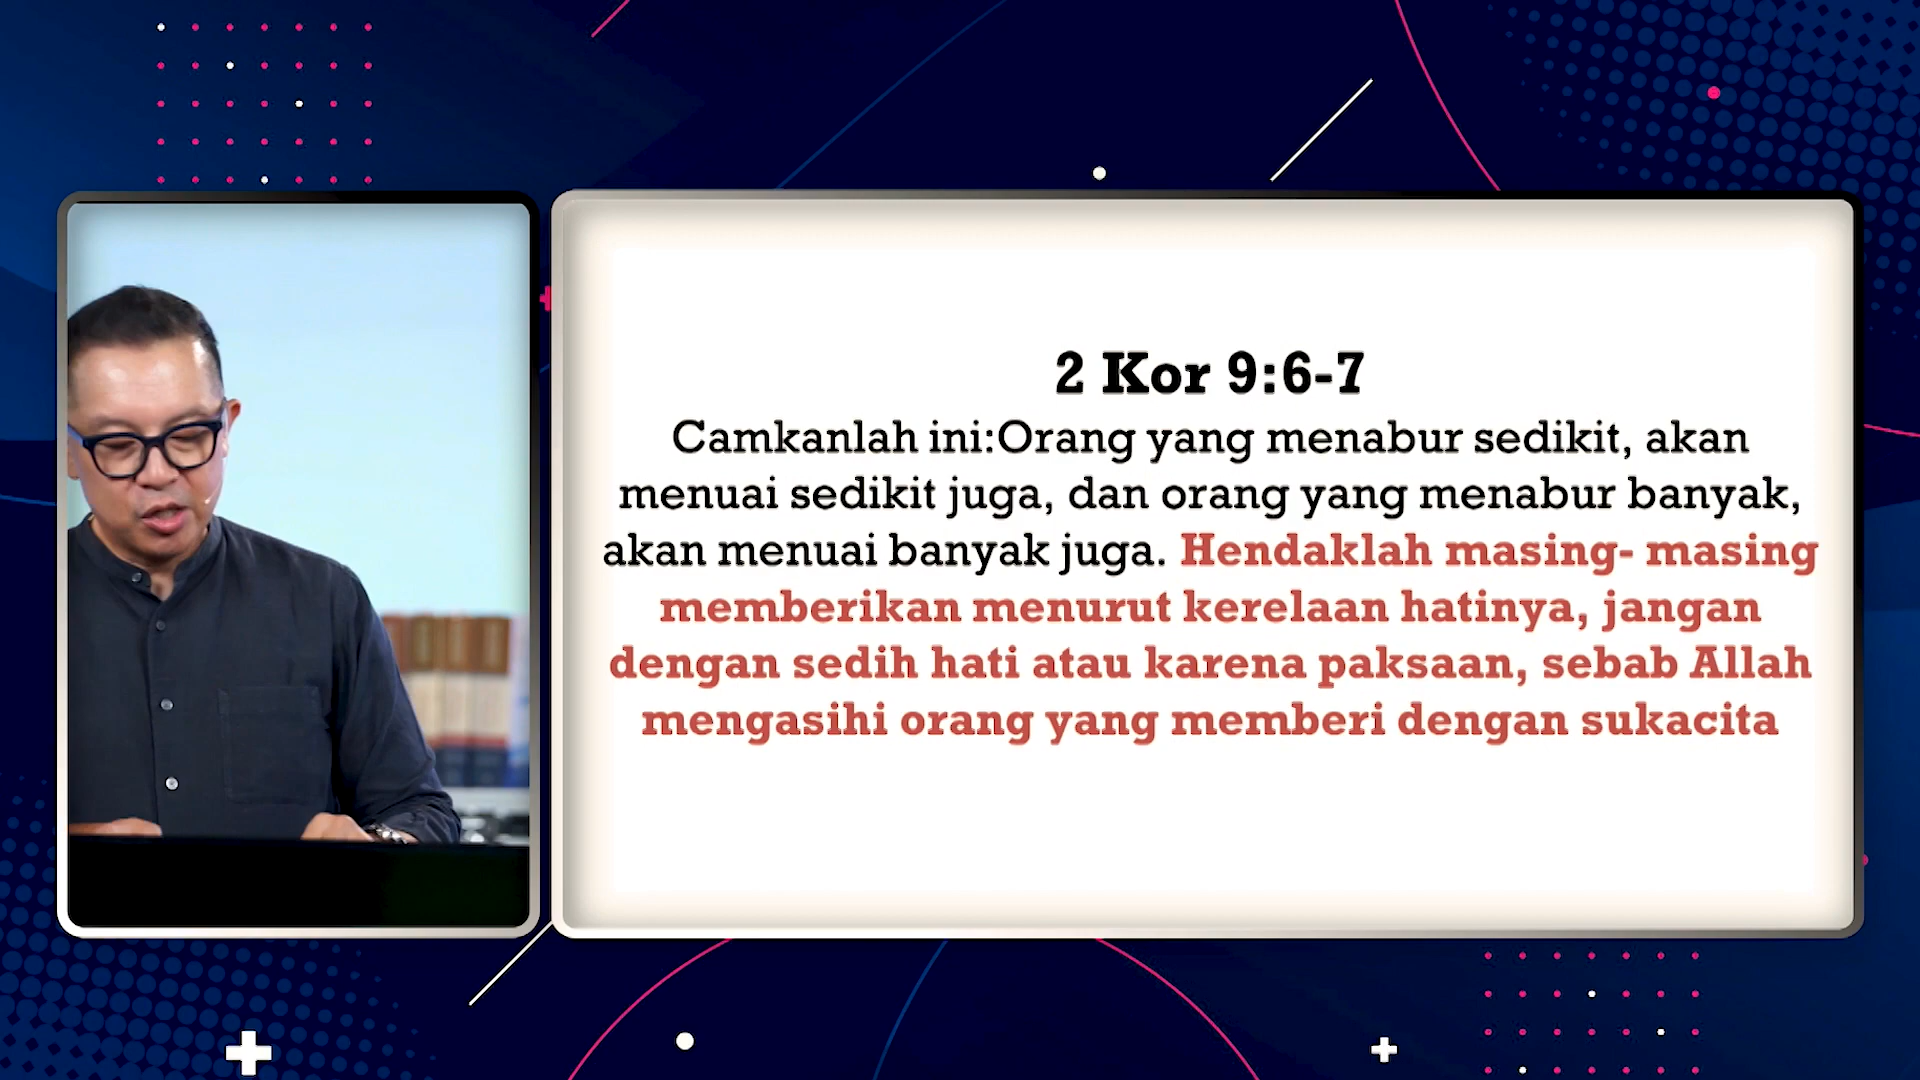 2 Kor 9:6-7
Camkanlah ini:Orang yang menabur sedikit, akan
menuai sedikit juga, dan orang yang menabur banyak,
akan menuai banyak juga. Hendaklah masing- masing
memberikan menurut kerelaan hatinya, jangan
dengan sedih hati atau karena paksaan, sebab Allah
mengasihi orang yang memberi dengan sukacita